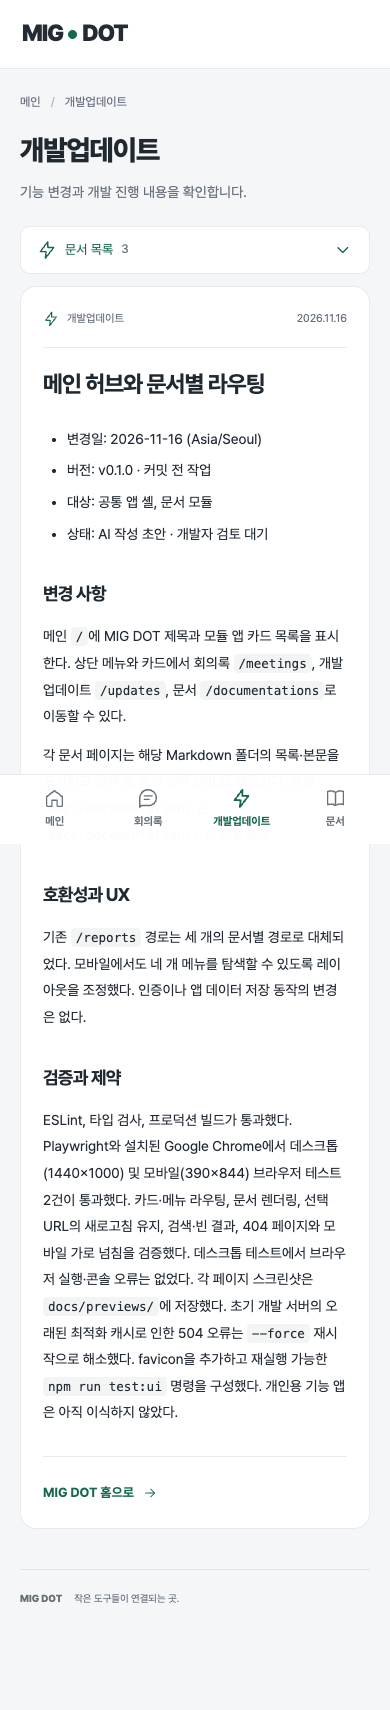 MIG DOT
메인 / 개발업데이트
개발업데이트
기능 변경과 개발 진행 내용을 확인합니다.
문서 목록 3
개발업데이트 2026.11.16
메인 허브와 문서별 라우팅
• 변경일: 2026-11-16 (Asia/Seoul)
• 버전: v0.1.0 · 커밋 전 작업
• 대상: 공통 앱 셸, 문서 모듈
• 상태: AI 작성 초안 · 개발자 검토 대기
변경 사항
메인 / 에 MIG DOT 제목과 모듈 앱 카드 목록을 표시
한다. 상단 메뉴와 카드에서 회의록 /meetings , 개발
업데이트 /updates , 문서 /documentations 로
이동할 수 있다.
각 문서 페이지는 해당 Markdown 폴더의 목록·본문을
메인 회의록 개발업데이트 문서
호환성과 UX
기존 /reports 경로는 세 개의 문서별 경로로 대체되
었다. 모바일에서도 네 개 메뉴를 탐색할 수 있도록 레이
아웃을 조정했다. 인증이나 앱 데이터 저장 동작의 변경
은 없다.
검증과 제약
ESLint, 타입 검사, 프로덕션 빌드가 통과했다.
Playwright와 설치된 Google Chrome에서 데스크톱
(1440×1000) 및 모바일(390×844) 브라우저 테스트
2건이 통과했다. 카드·메뉴 라우팅, 문서 렌더링, 선택
URL의 새로고침 유지, 검색·빈 결과, 404 페이지와 모
바일 가로 넘침을 검증했다. 데스크톱 테스트에서 브라우
저 실행·콘솔 오류는 없었다. 각 페이지 스크린샷은
docs/previews/ 에 저장했다. 초기 개발 서버의 오
래된 최적화 캐시로 인한 504 오류는 --force 재시
작으로 해소했다. favicon을 추가하고 재실행 가능한
npm run test:ui 명령을 구성했다. 개인용 기능 앱
은 아직 이식하지 않았다.
MIG DOT 홈으로 →
MIG DOT 작은 도구들이 연결되는 곳.